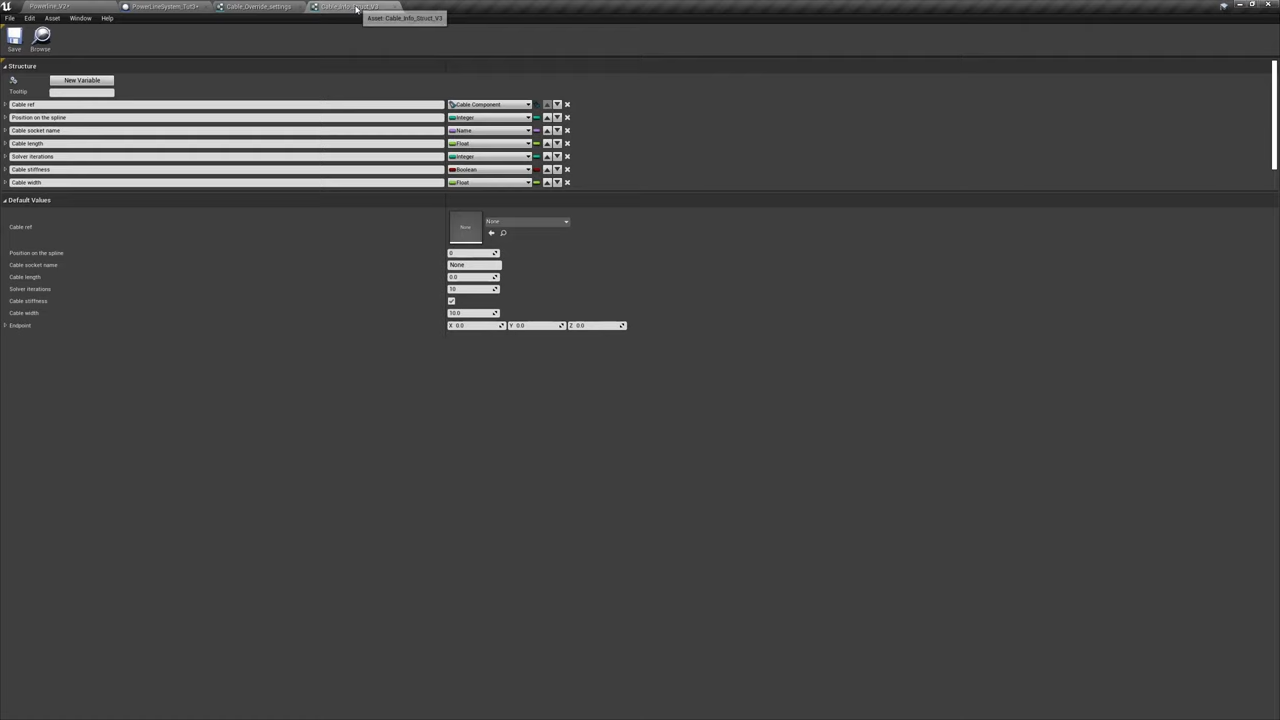 Powerline_V2*
PowerLineSystem_Tut3*
Cable_Override_settings
Cable_Info_Struct_V3
File Edit Asset Window Help
Asset: Cable_Info_Struct_V3
Save Browse
Structure
New Variable
Tooltip
Cable ref Cable Component
Position on the spline Integer
Cable socket name Name
Cable length Float
Solver iterations Integer
Cable stiffness Boolean
Cable width Float
Default Values
Cable ref None None
Position on the spline 0
Cable socket name None
Cable length 0.0
Solver iterations 10
Cable stiffness
Cable width 10.0
Endpoint X 0.0 Y 0.0 Z 0.0